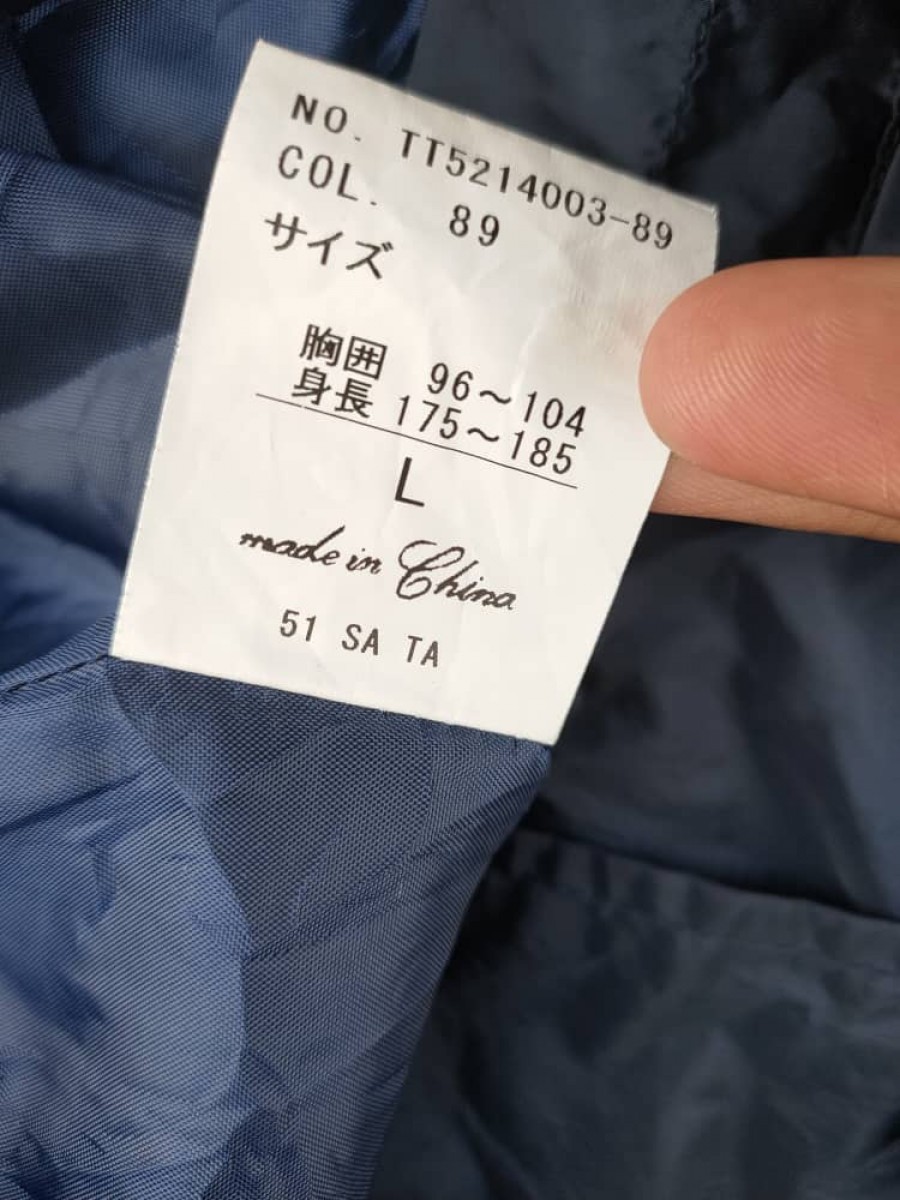 NO. TT5214003-89
COL. 89
サイズ
胸囲 96～104
身長 175～185
L
made in China
51 SA TA